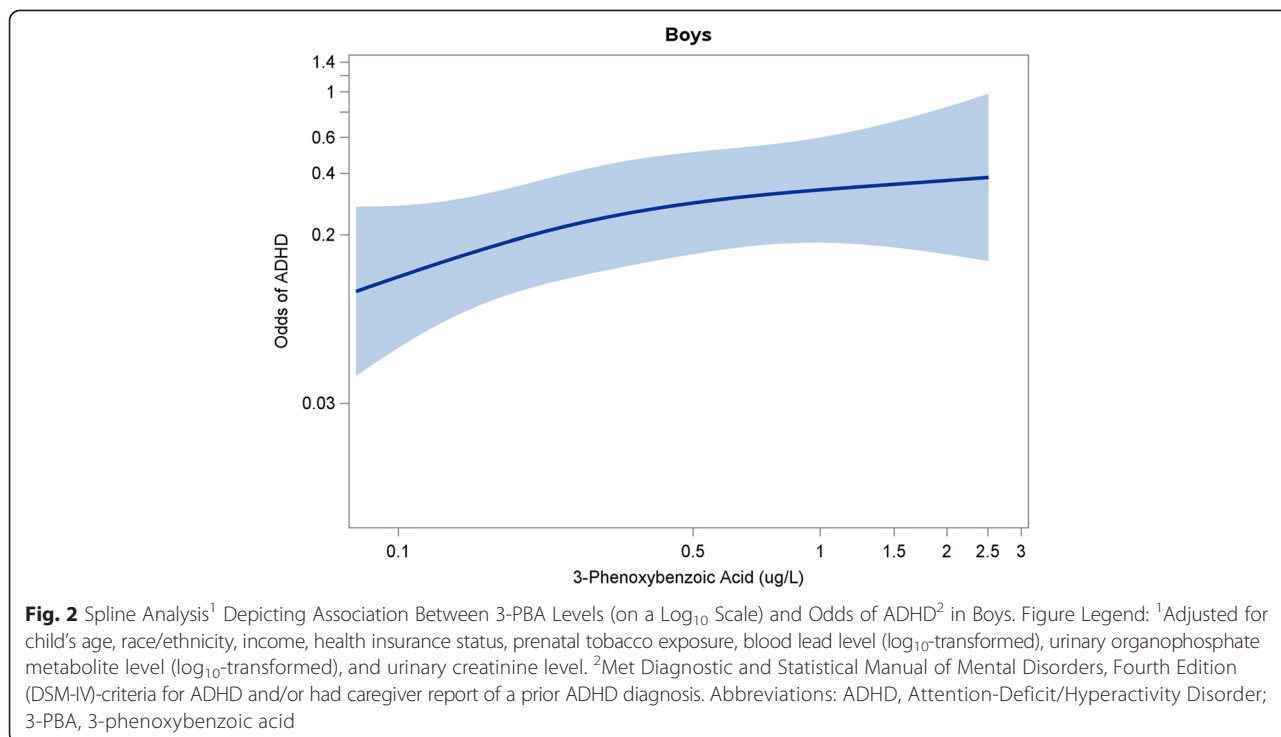 Boys
1.4
1
0.6
0.4
0.2
0.03
Odds of ADHD
0.1 0.5 1 1.5 2 2.5 3
3-Phenoxybenzoic Acid (ug/L)
Fig. 2 Spline Analysis¹ Depicting Association Between 3-PBA Levels (on a Log₁₀ Scale) and Odds of ADHD² in Boys. Figure Legend: ¹Adjusted for
child's age, race/ethnicity, income, health insurance status, prenatal tobacco exposure, blood lead level (log₁₀-transformed), urinary organophosphate
metabolite level (log₁₀-transformed), and urinary creatinine level. ²Met Diagnostic and Statistical Manual of Mental Disorders, Fourth Edition
(DSM-IV)-criteria for ADHD and/or had caregiver report of a prior ADHD diagnosis. Abbreviations: ADHD, Attention-Deficit/Hyperactivity Disorder;
3-PBA, 3-phenoxybenzoic acid